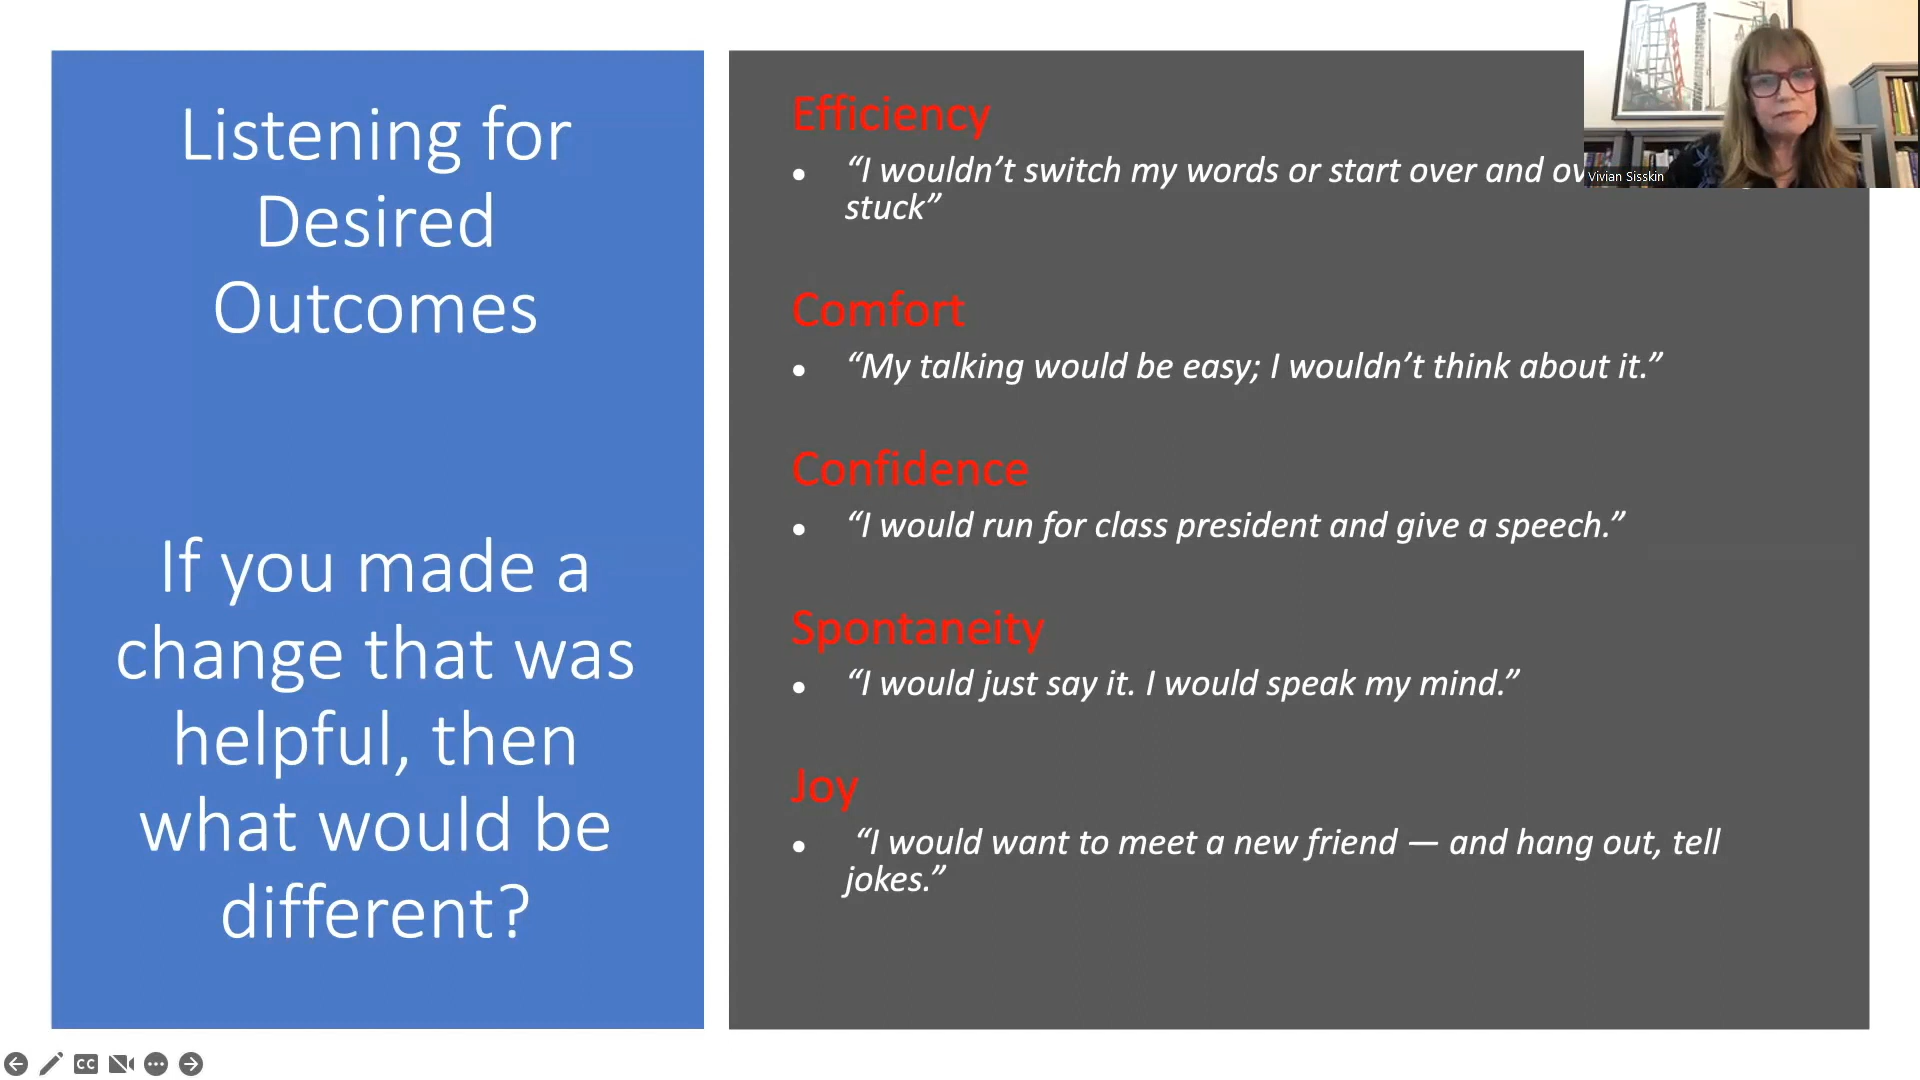 Listening for
Desired
Outcomes
If you made a
change that was
helpful, then
what would be
different?
Efficiency
“I wouldn’t switch my words or start over and ov
stuck”
Comfort
“My talking would be easy; I wouldn’t think about it.”
Confidence
“I would run for class president and give a speech.”
Spontaneity
“I would just say it. I would speak my mind.”
Joy
“I would want to meet a new friend — and hang out, tell
jokes.”
Vivian Sisskin
CC